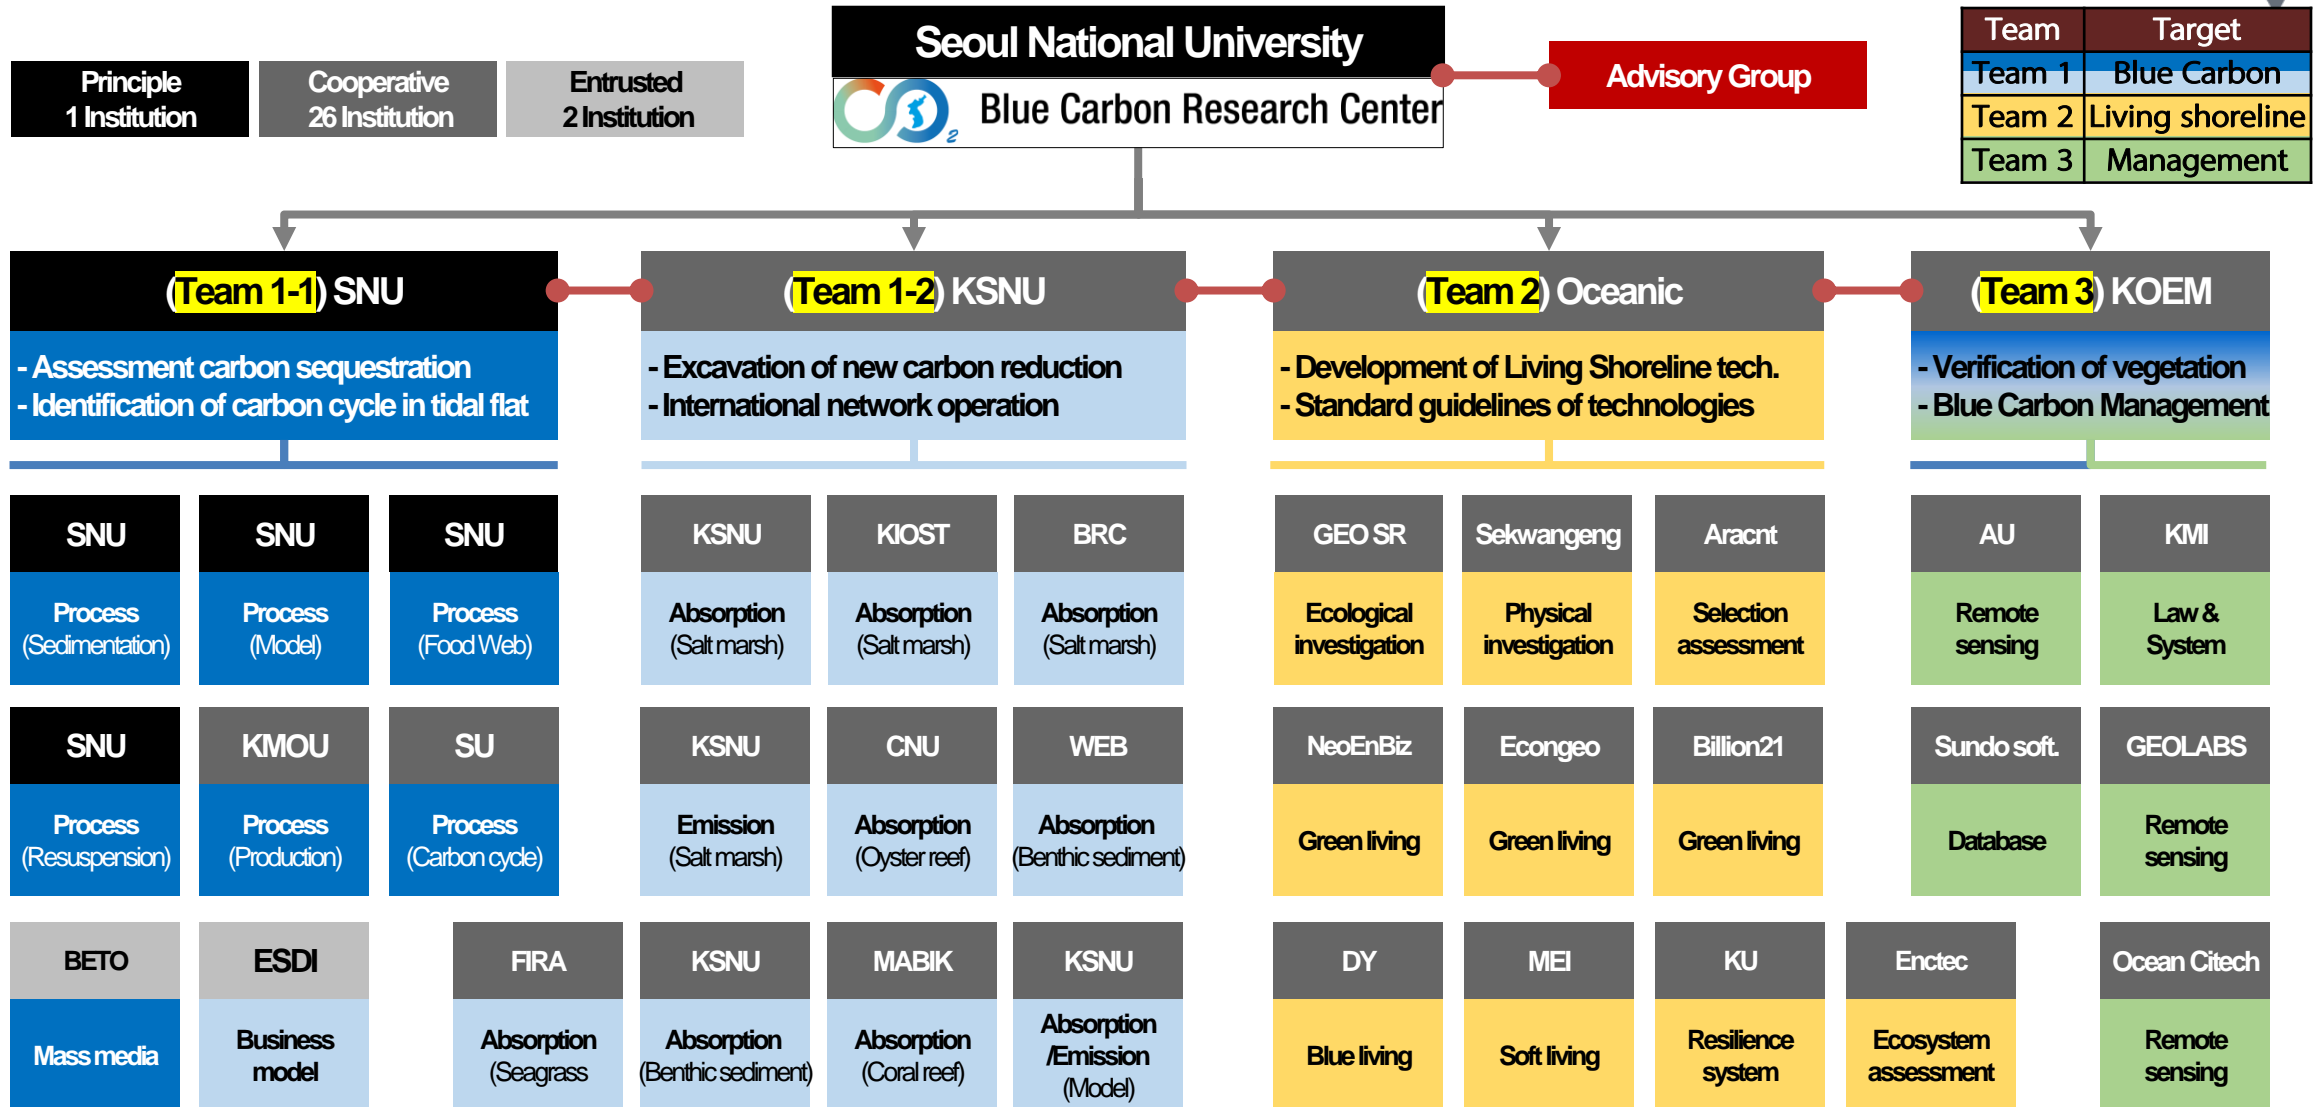 Seoul National University
Blue Carbon Research Center
CO2
Advisory Group
Principle
1 Institution
Cooperative
26 Institution
Entrusted
2 Institution
Team Target
Team 1 Blue Carbon
Team 2 Living shoreline
Team 3 Management
(Team 1-1) SNU
- Assessment carbon sequestration
- Identification of carbon cycle in tidal flat
(Team 1-2) KSNU
- Excavation of new carbon reduction
- International network operation
(Team 2) Oceanic
- Development of Living Shoreline tech.
- Standard guidelines of technologies
(Team 3) KOEM
- Verification of vegetation
- Blue Carbon Management
SNU
Process
(Sedimentation)
SNU
Process
(Model)
SNU
Process
(Food Web)
KSNU
Absorption
(Salt marsh)
KIOST
Absorption
(Salt marsh)
BRC
Absorption
(Salt marsh)
GEO SR
Ecological
investigation
Sekwangeng
Physical
investigation
Aracnt
Selection
assessment
AU
Remote
sensing
KMI
Law &
System
SNU
Process
(Resuspension)
KMOU
Process
(Production)
SU
Process
(Carbon cycle)
KSNU
Emission
(Salt marsh)
CNU
Absorption
(Oyster reef)
WEB
Absorption
(Benthic sediment)
NeoEnBiz
Green living
Econgeo
Green living
Billion21
Green living
Sundo soft.
Database
GEOLABS
Remote
sensing
BETO
Mass media
ESDI
Business
model
FIRA
Absorption
(Seagrass
KSNU
Absorption
(Benthic sediment)
MABIK
Absorption
(Coral reef)
KSNU
Absorption
/Emission
(Model)
DY
Blue living
MEI
Soft living
KU
Resilience
system
Enctec
Ecosystem
assessment
Ocean Citech
Remote
sensing